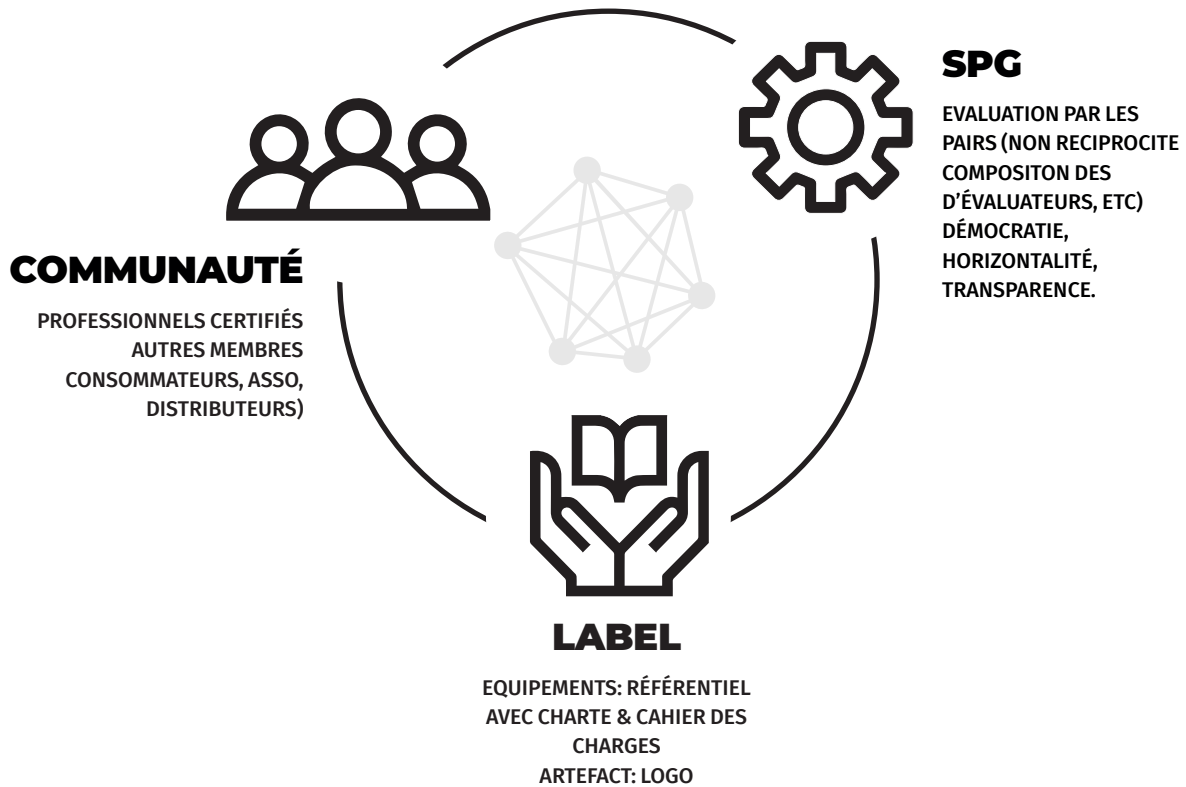 SPG
EVALUATION PAR LES
PAIRS (NON RECIPROCITE
COMPOSITON DES
D'ÉVALUATEURS, ETC)
DÉMOCRATIE,
HORIZONTALITÉ,
TRANSPARENCE.
COMMUNAUTÉ
PROFESSIONNELS CERTIFIÉS
AUTRES MEMBRES
CONSOMMATEURS, ASSO,
DISTRIBUTEURS)
LABEL
EQUIPEMENTS: RÉFÉRENTIEL
AVEC CHARTE & CAHIER DES
CHARGES
ARTEFACT: LOGO